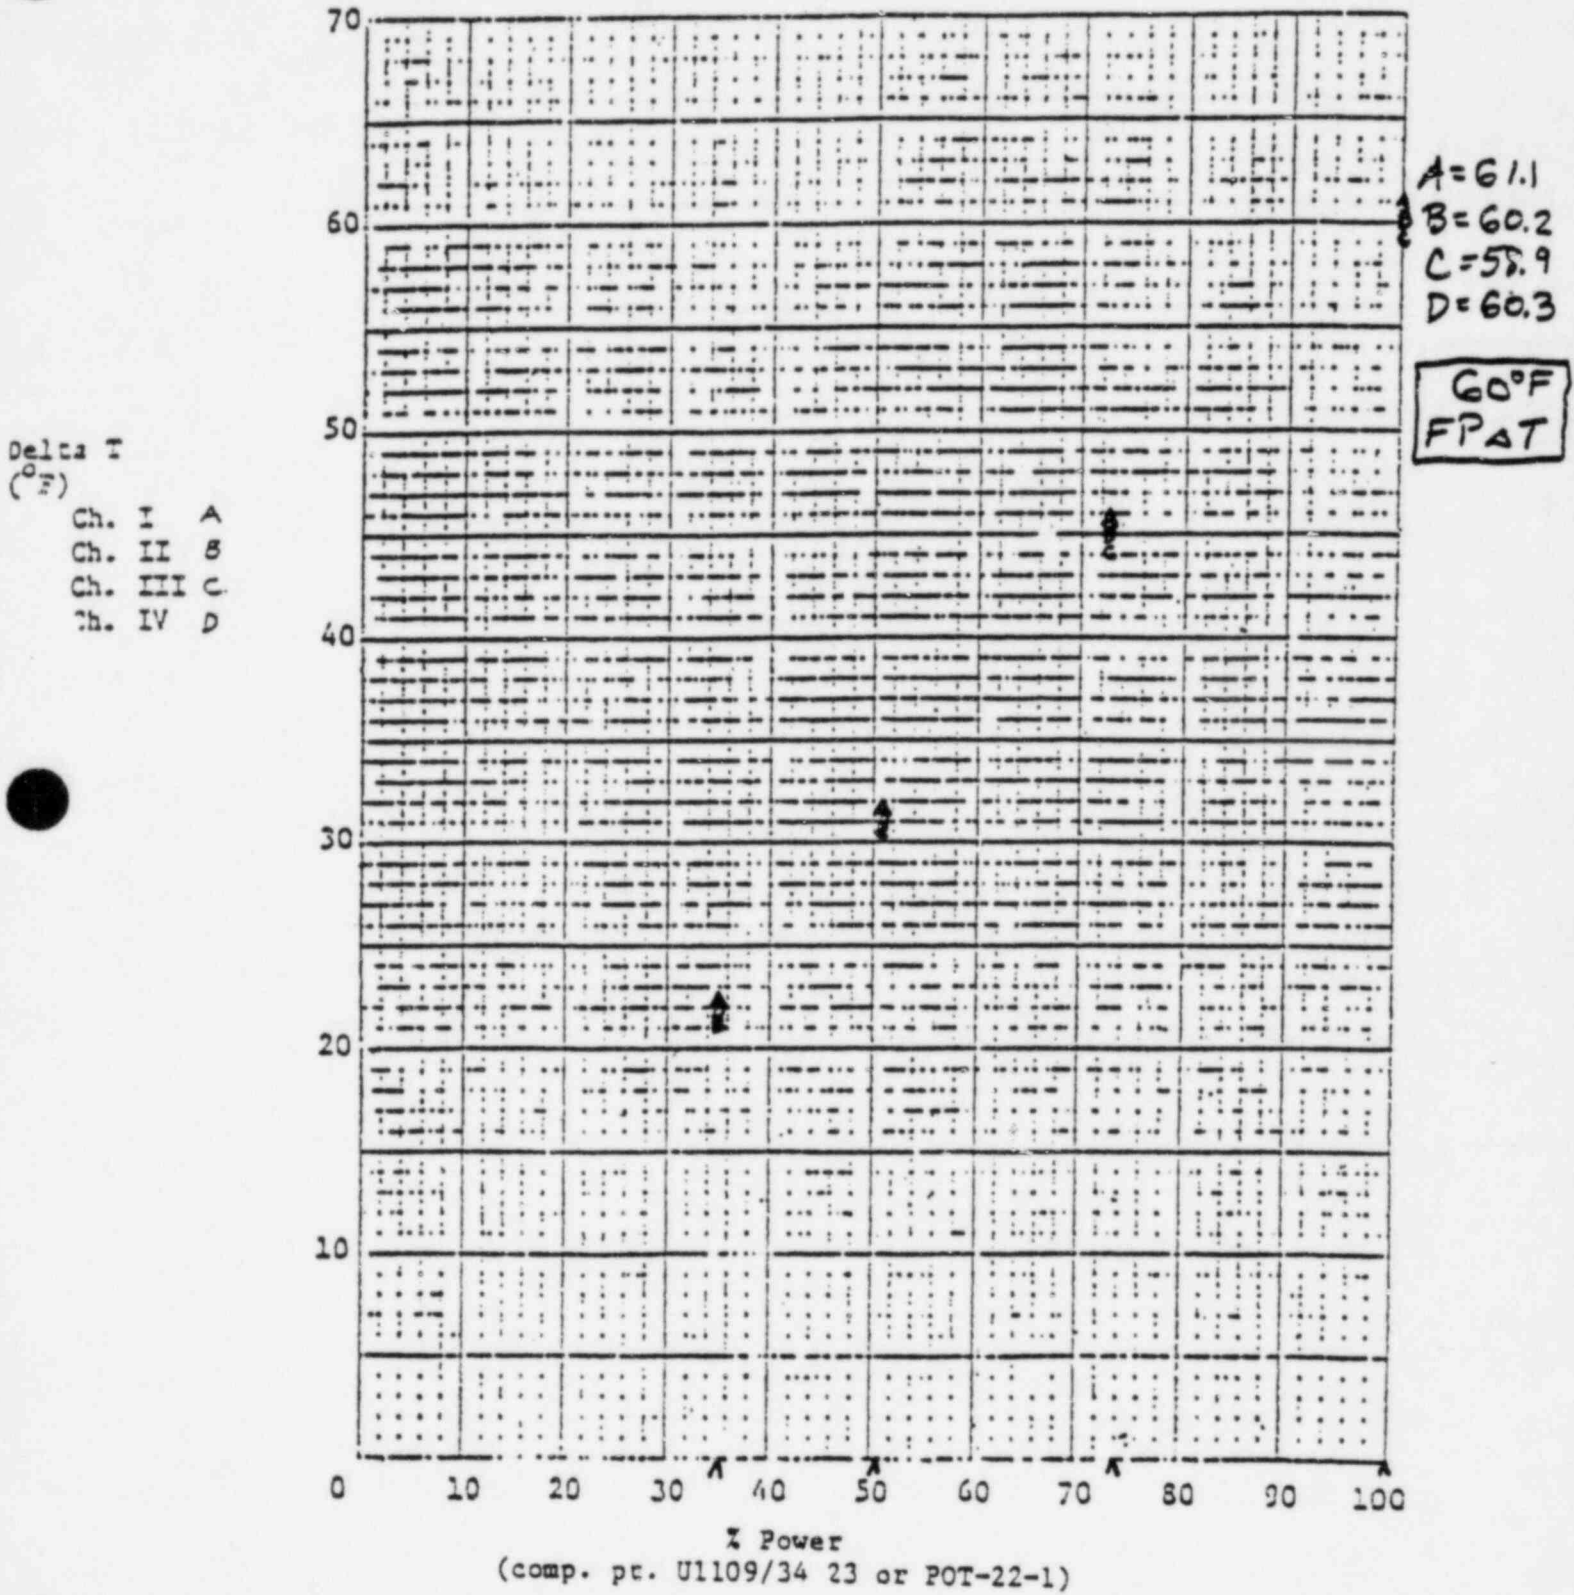 70
60
50
40
30
20
10
Delta T
(°F)
Ch. I A
Ch. II B
Ch. III C
Ch. IV D
A=61.1
B=60.2
C=58.9
D=60.3
60°F
FPΔT
0 10 20 30 40 50 60 70 80 90 100
% Power
(comp. pt. U1109/34 23 or POT-22-1)